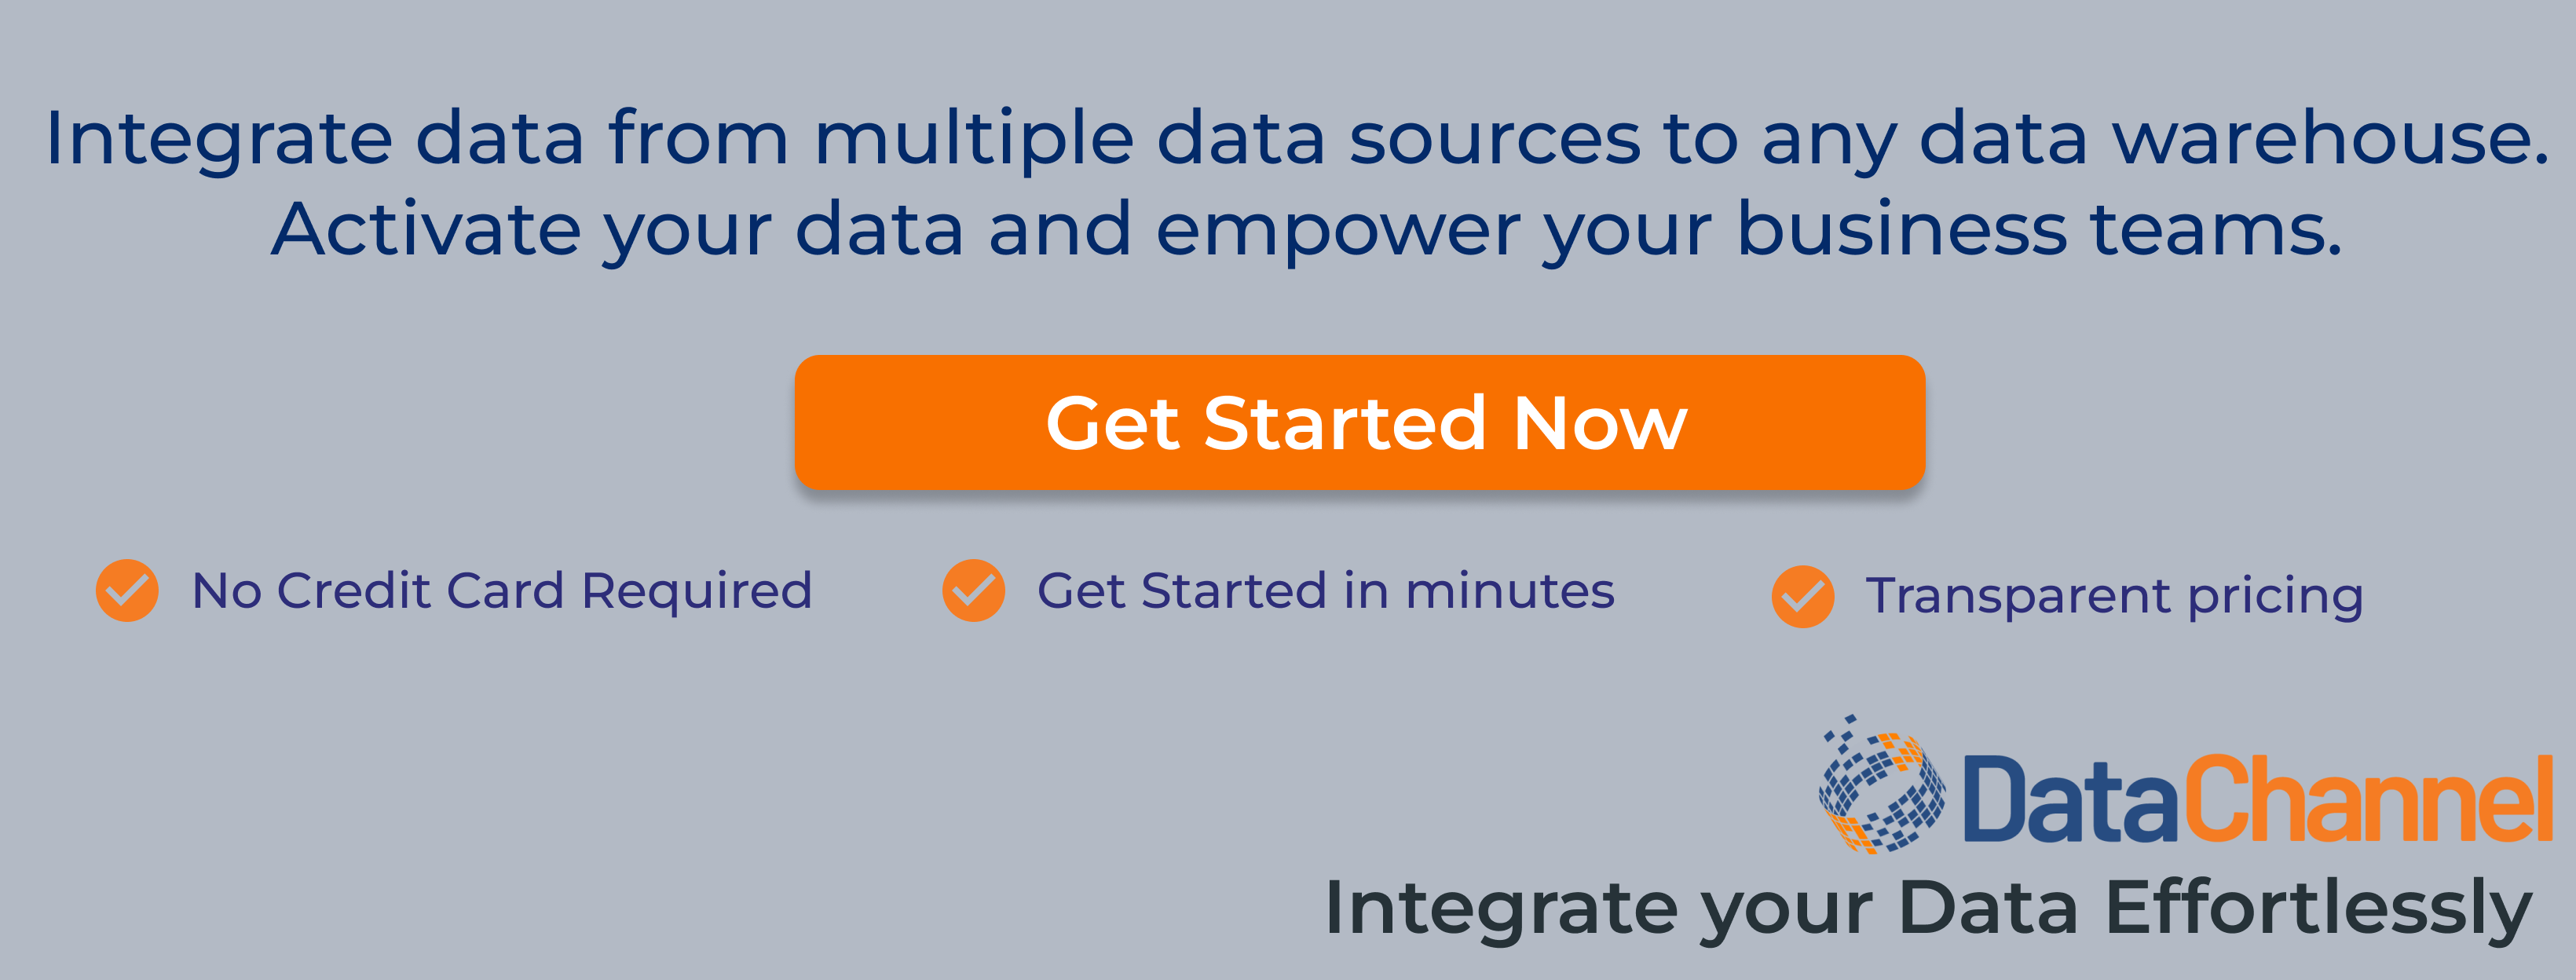 Integrate data from multiple data sources to any data warehouse.
Activate your data and empower your business teams.
Get Started Now
No Credit Card Required
Get Started in minutes
Transparent pricing
DataChannel
Integrate your Data Effortlessly